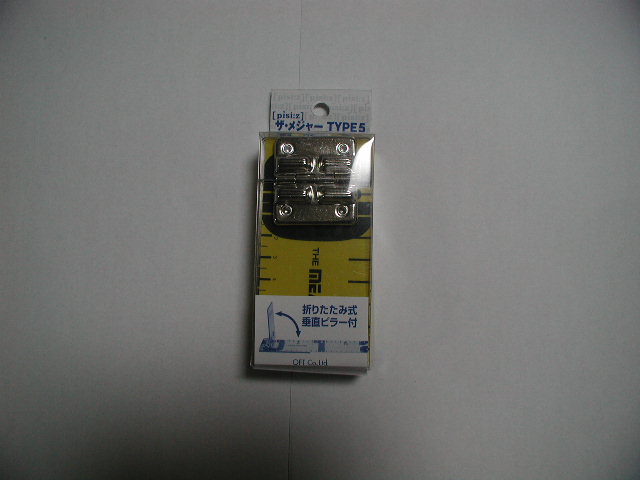 [pisi:z]
ザ・メジャー TYPE5
THE
折りたたみ式
垂直ピラー付
OFT Co., Ltd